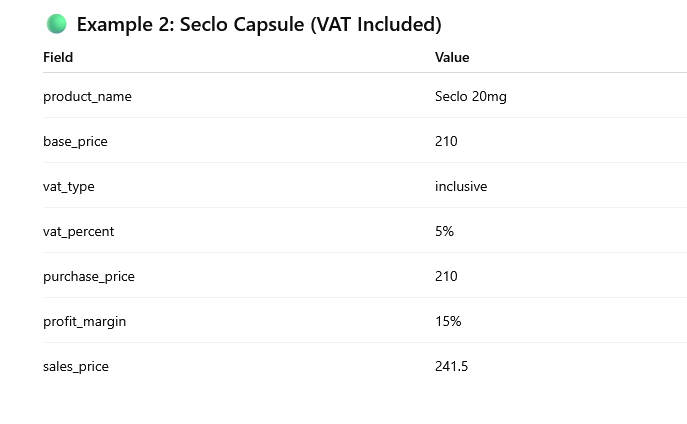 Example 2: Seclo Capsule (VAT Included)
Field Value
product_name Seclo 20mg
base_price 210
vat_type inclusive
vat_percent 5%
purchase_price 210
profit_margin 15%
sales_price 241.5